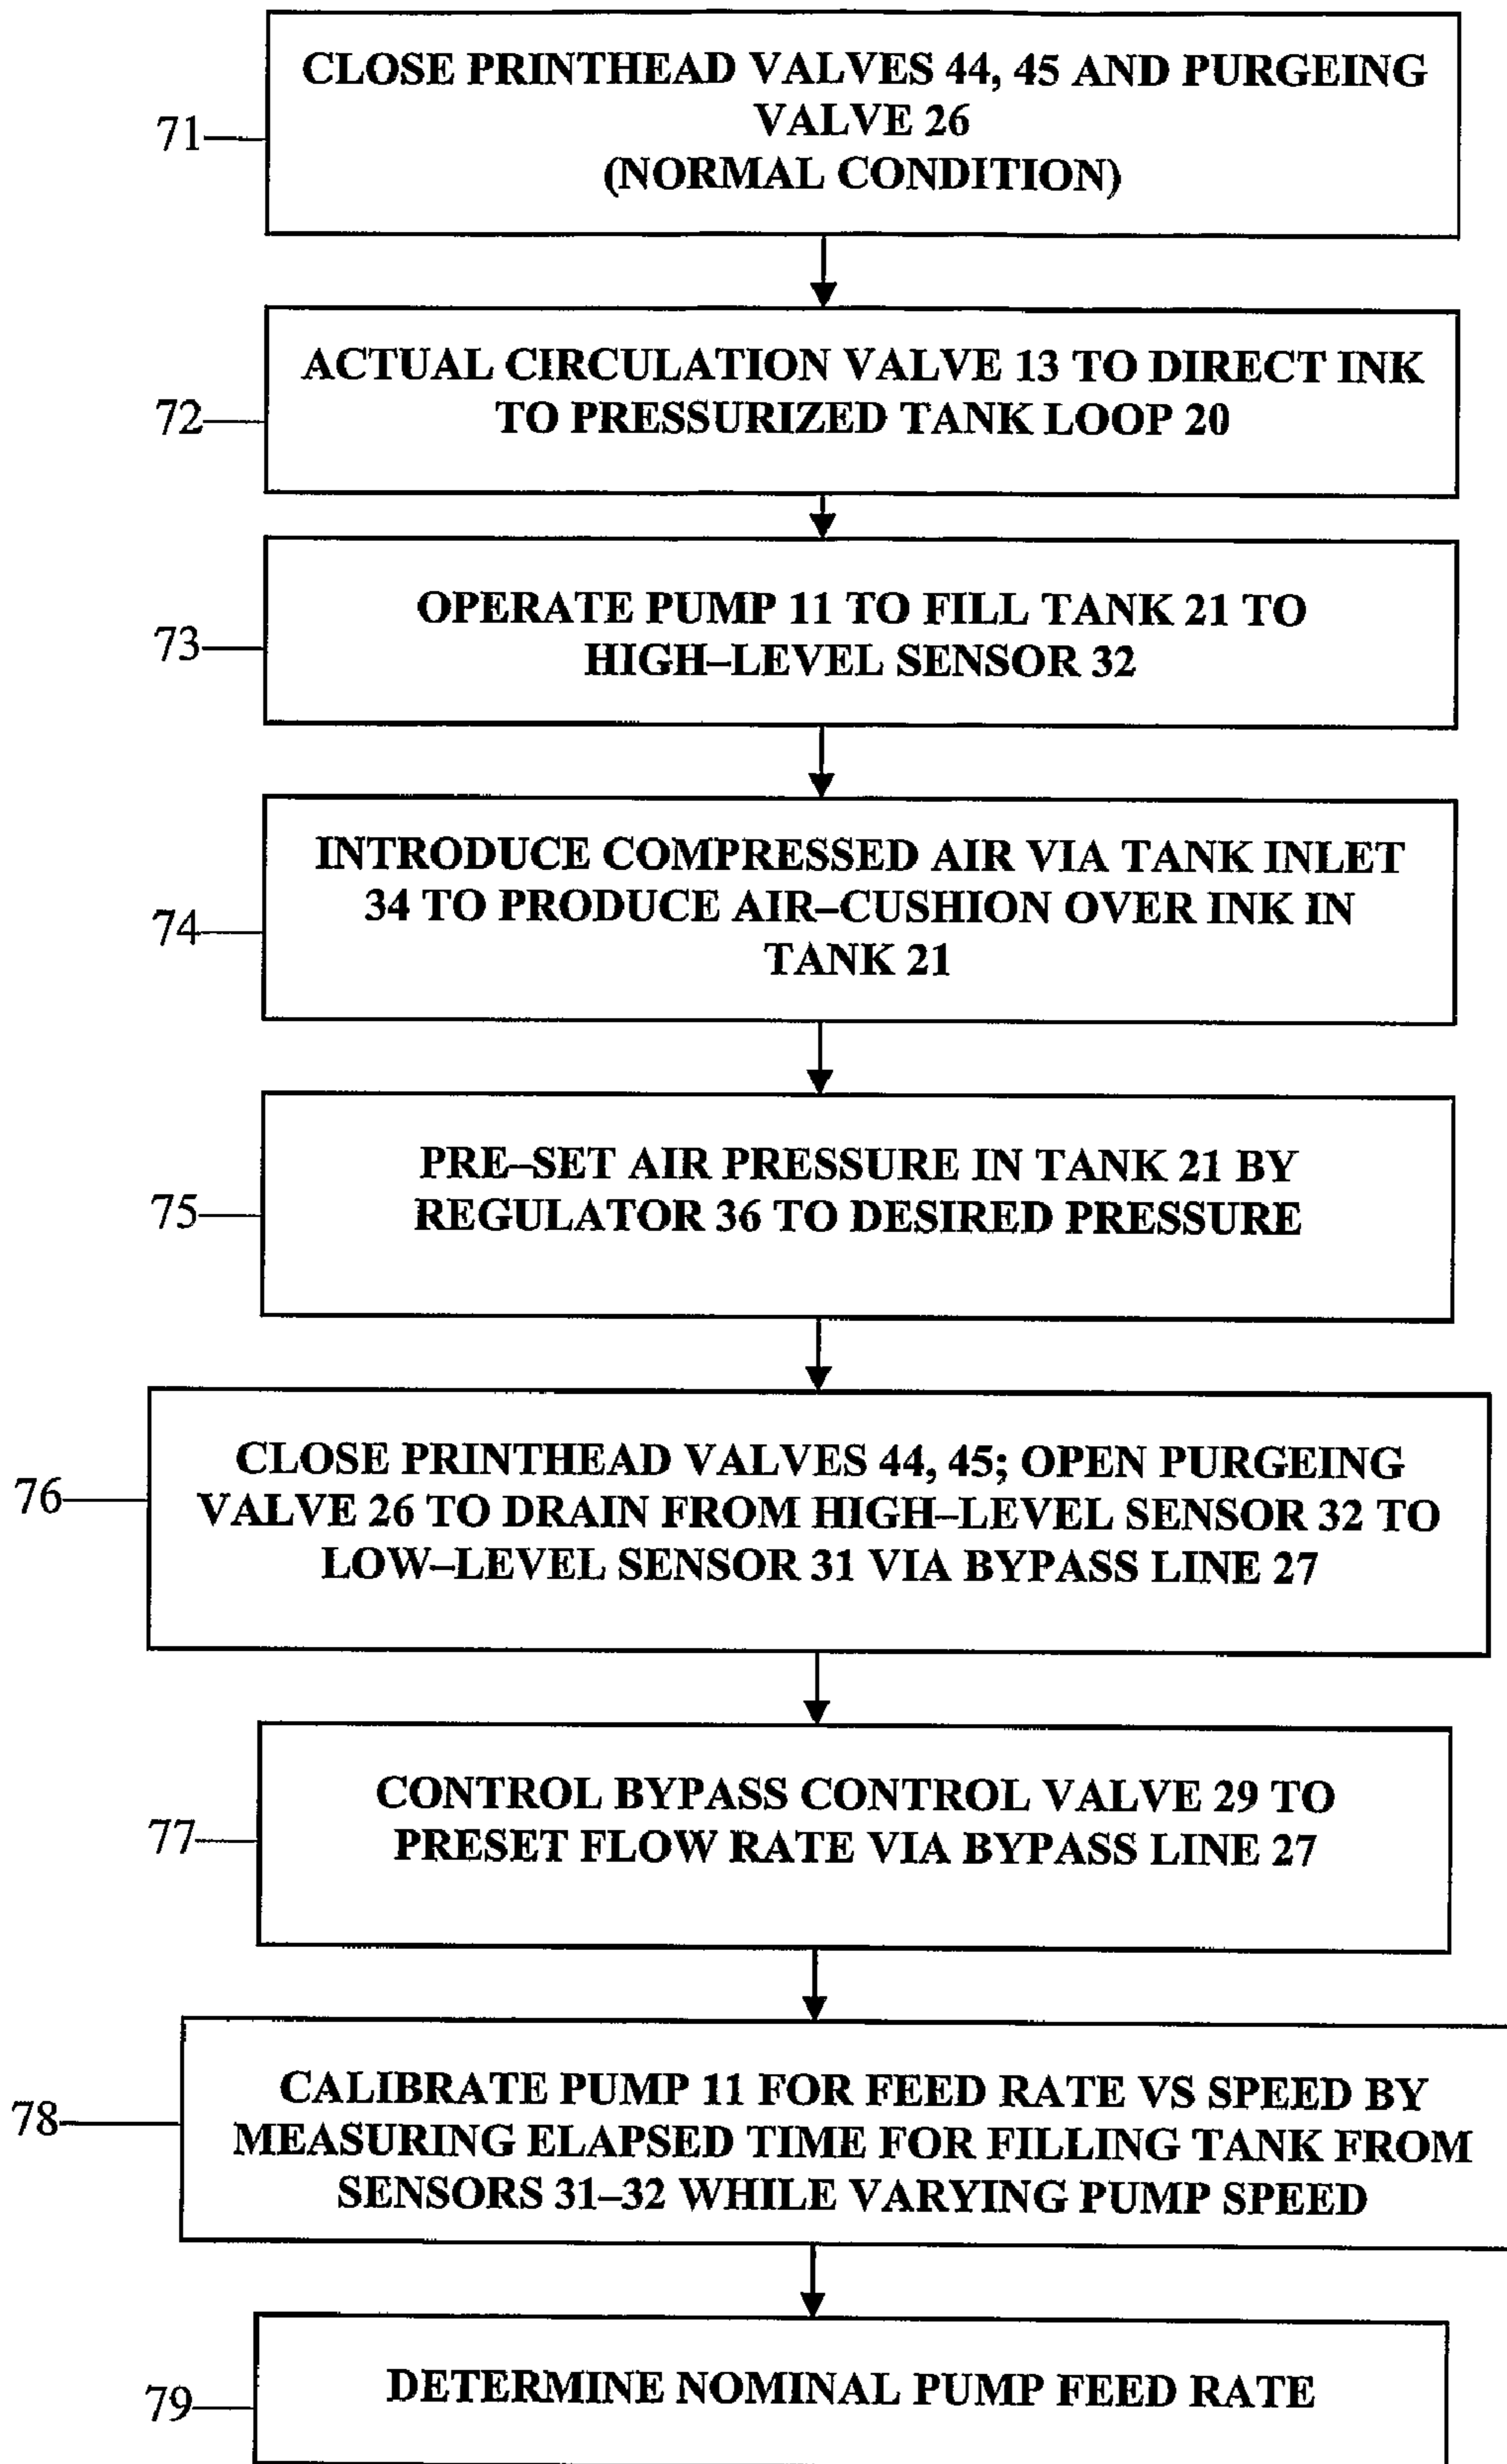 CLOSE PRINTHEAD VALVES 44, 45 AND PURGEING
VALVE 26
(NORMAL CONDITION)
71
ACTUAL CIRCULATION VALVE 13 TO DIRECT INK
TO PRESSURIZED TANK LOOP 20
72
OPERATE PUMP 11 TO FILL TANK 21 TO
HIGH–LEVEL SENSOR 32
73
INTRODUCE COMPRESSED AIR VIA TANK INLET
34 TO PRODUCE AIR–CUSHION OVER INK IN
TANK 21
74
PRE–SET AIR PRESSURE IN TANK 21 BY
REGULATOR 36 TO DESIRED PRESSURE
75
CLOSE PRINTHEAD VALVES 44, 45; OPEN PURGEING
VALVE 26 TO DRAIN FROM HIGH–LEVEL SENSOR 32 TO
LOW–LEVEL SENSOR 31 VIA BYPASS LINE 27
76
CONTROL BYPASS CONTROL VALVE 29 TO
PRESET FLOW RATE VIA BYPASS LINE 27
77
CALIBRATE PUMP 11 FOR FEED RATE VS SPEED BY
MEASURING ELAPSED TIME FOR FILLING TANK FROM
SENSORS 31–32 WHILE VARYING PUMP SPEED
78
DETERMINE NOMINAL PUMP FEED RATE
79